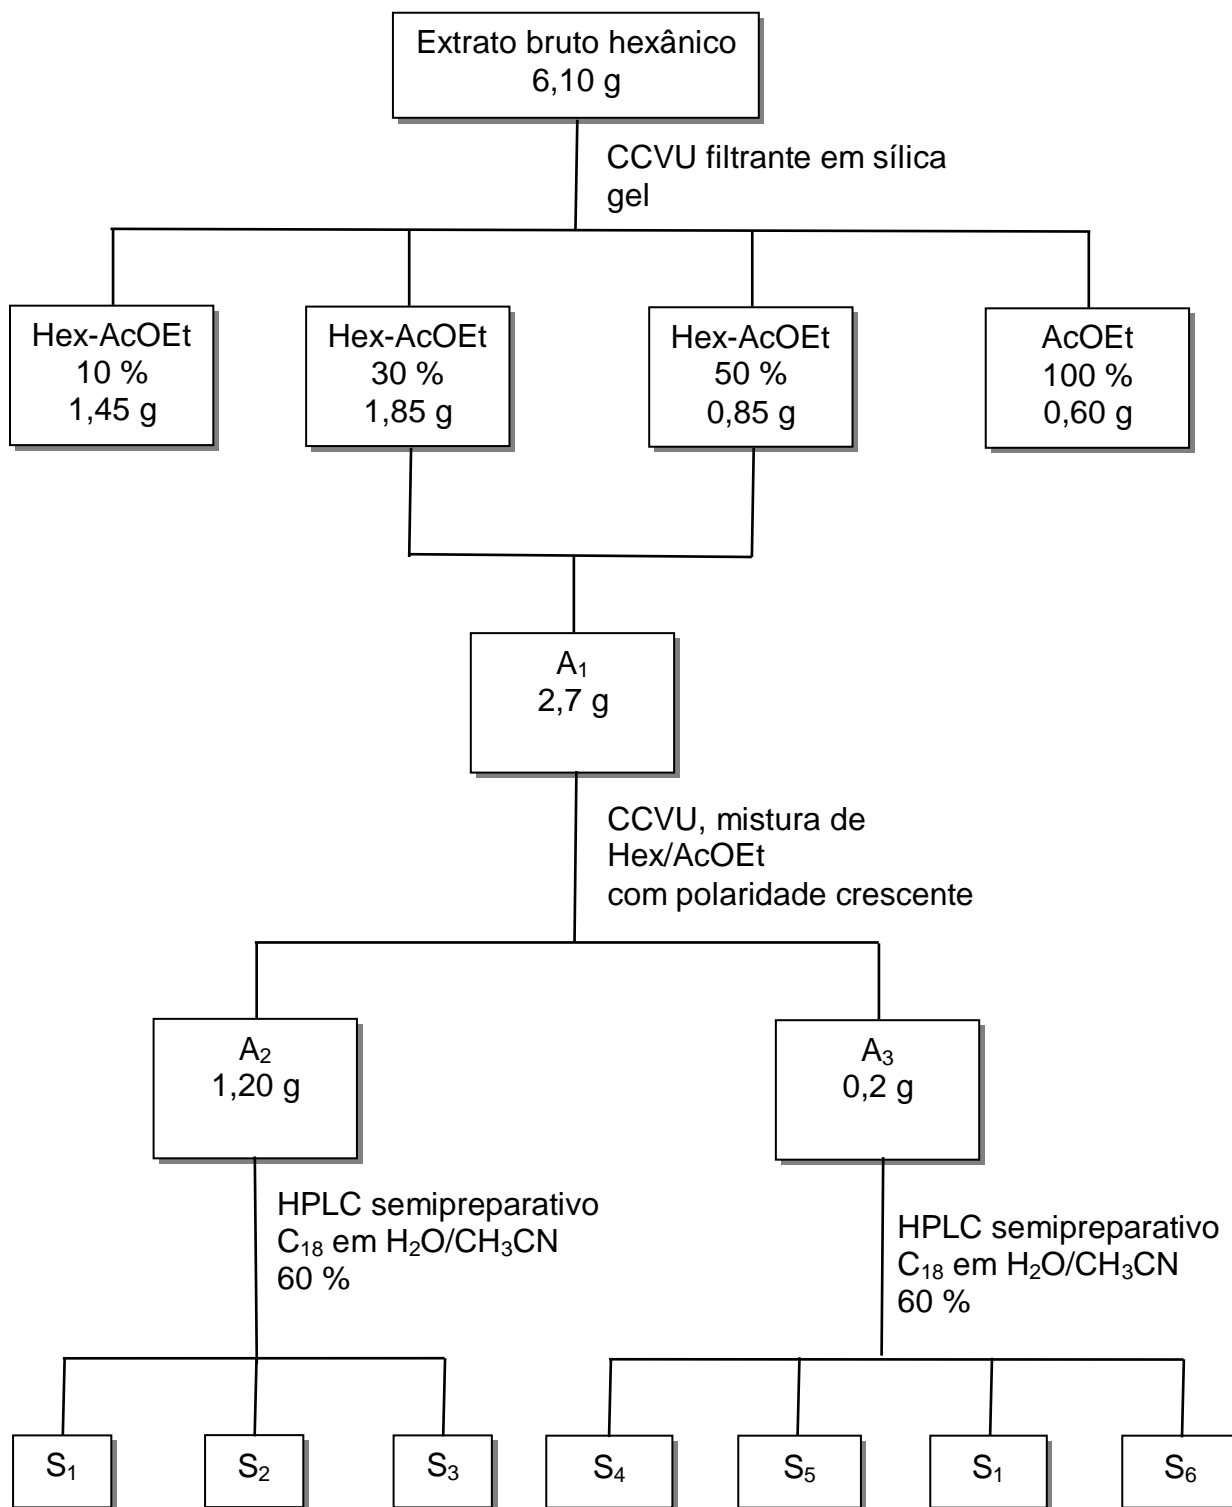 Extrato bruto hexânico
6,10 g
CCVU filtrante em sílica
gel
Hex-AcOEt
10 %
1,45 g
Hex-AcOEt
30 %
1,85 g
Hex-AcOEt
50 %
0,85 g
AcOEt
100 %
0,60 g
A₁
2,7 g
CCVU, mistura de
Hex/AcOEt
com polaridade crescente
A₂
1,20 g
A₃
0,2 g
HPLC semipreparativo
C₁₈ em H₂O/CH₃CN
60 %
HPLC semipreparativo
C₁₈ em H₂O/CH₃CN
60 %
S₁
S₂
S₃
S₄
S₅
S₁
S₆